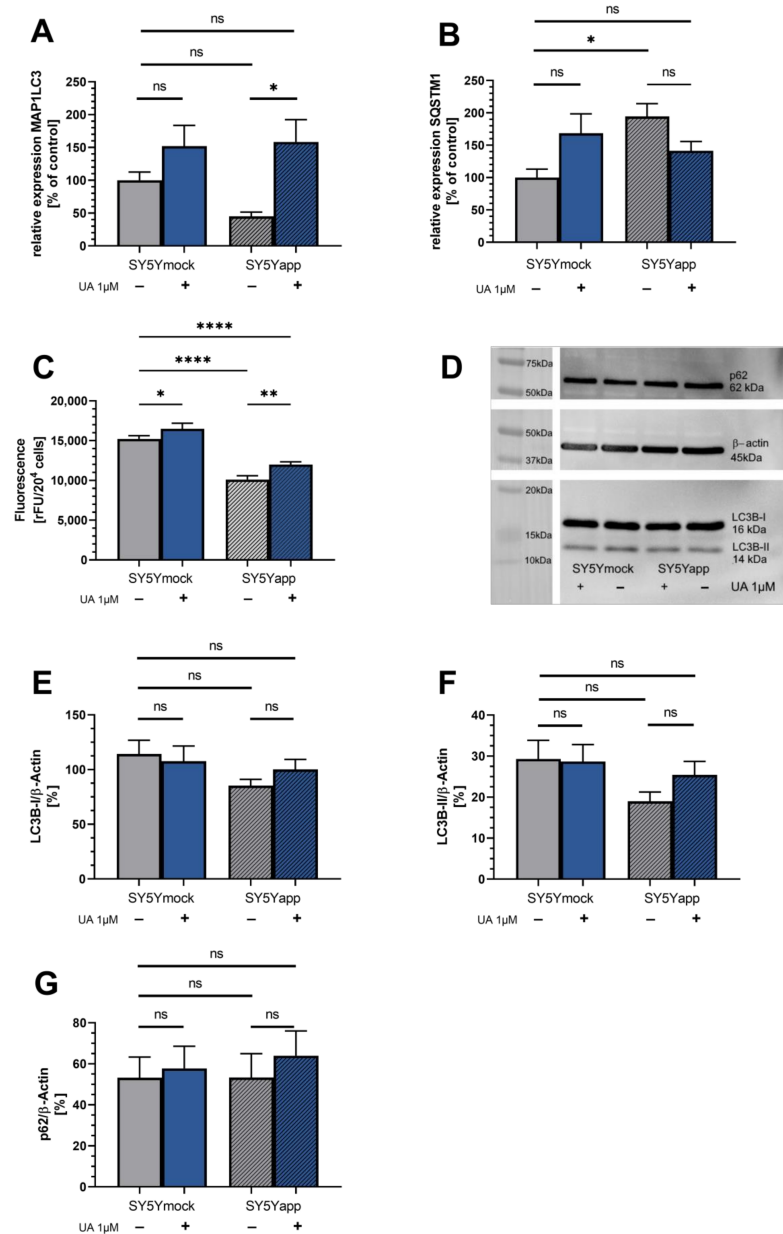 A
ns
ns
ns
*
relative expression MAP1LC3
[% of control]
250
200
150
100
50
0
SY5Ymock SY5Yapp
UA 1µM – + – +
B
ns
*
ns
ns
relative expression SQSTM1
[% of control]
250
200
150
100
50
0
SY5Ymock SY5Yapp
UA 1µM – + – +
C
****
****
*
**
Fluorescence
[rFU/20⁴ cells]
20,000
15,000
10,000
5,000
0
SY5Ymock SY5Yapp
UA 1µM – + – +
D
75kDa
50kDa
p62
62 kDa
50kDa
37kDa
β-actin
45kDa
20kDa
15kDa
10kDa
LC3B-I
16 kDa
LC3B-II
14 kDa
SY5Ymock SY5Yapp
+ – + – UA 1µM
E
ns
ns
ns
ns
LC3B-I/β-Actin
[%]
150
100
50
0
SY5Ymock SY5Yapp
UA 1µM – + – +
F
ns
ns
ns
ns
LC3B-II/β-Actin
[%]
40
30
20
10
0
SY5Ymock SY5Yapp
UA 1µM – + – +
G
ns
ns
ns
ns
p62/β-Actin
[%]
80
60
40
20
0
SY5Ymock SY5Yapp
UA 1µM – + – +